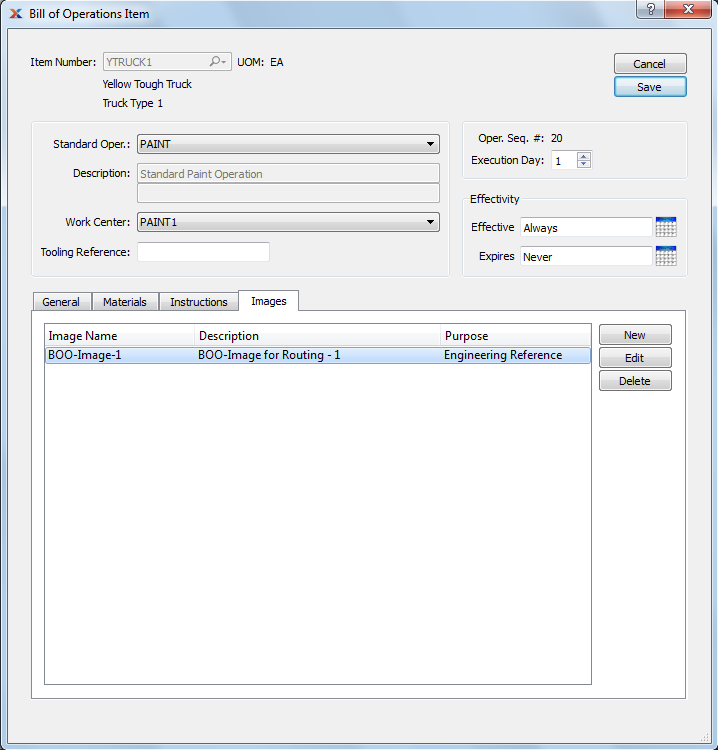 Bill of Operations Item
?
Item Number: YTRUCK1 UOM: EA
Cancel
Yellow Tough Truck
Save
Truck Type 1
Standard Oper.: PAINT
Oper. Seq. #: 20
Execution Day: 1
Description: Standard Paint Operation
Effectivity
Work Center: PAINT1
Effective Always
Tooling Reference:
Expires Never
General Materials Instructions Images
Image Name Description Purpose
New
BOO-Image-1 BOO-Image for Routing - 1 Engineering Reference
Edit
Delete